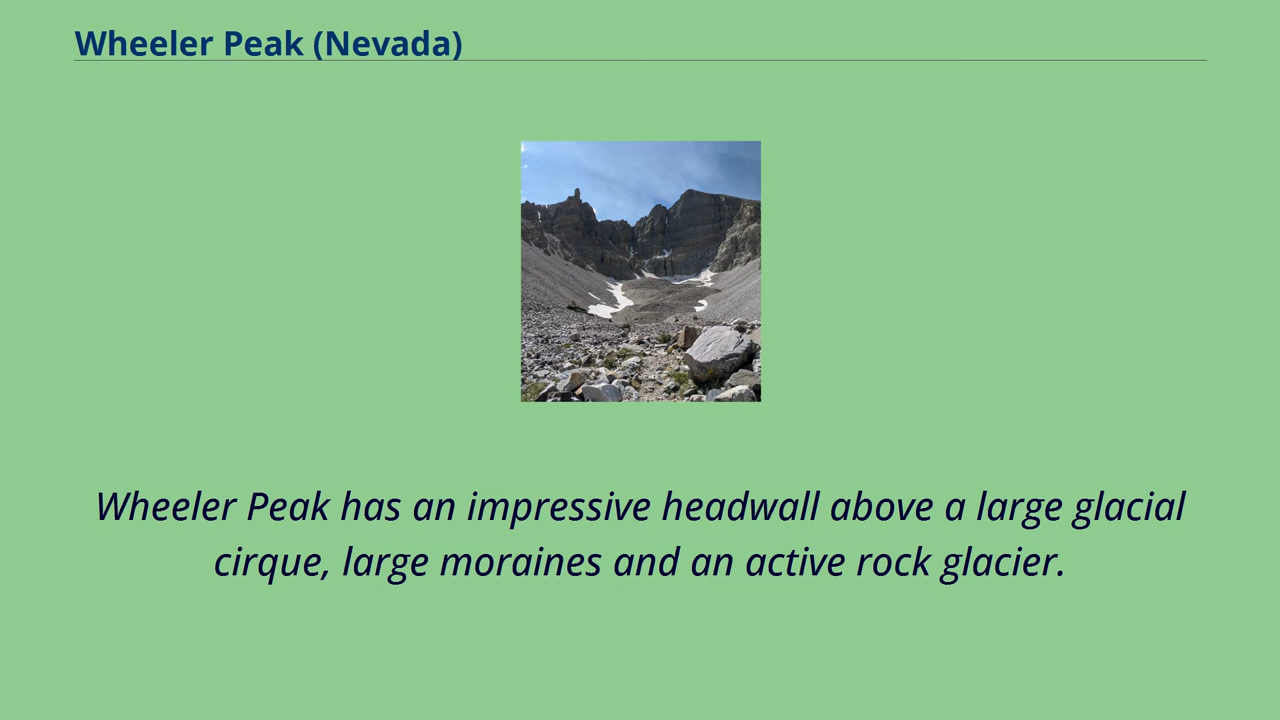 Wheeler Peak (Nevada)
Wheeler Peak has an impressive headwall above a large glacial
cirque, large moraines and an active rock glacier.